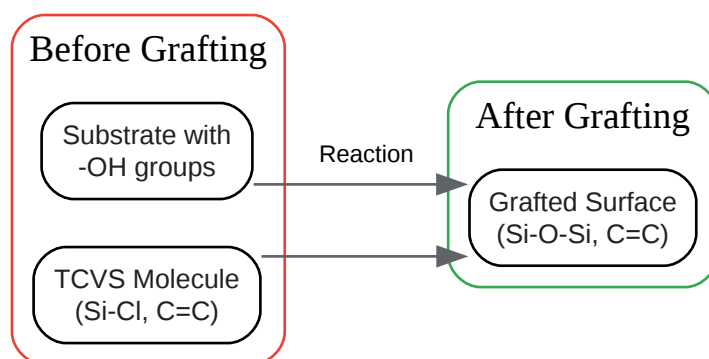 Before Grafting
Substrate with
-OH groups
TCVS Molecule
(Si-Cl, C=C)
Reaction
After Grafting
Grafted Surface
(Si-O-Si, C=C)